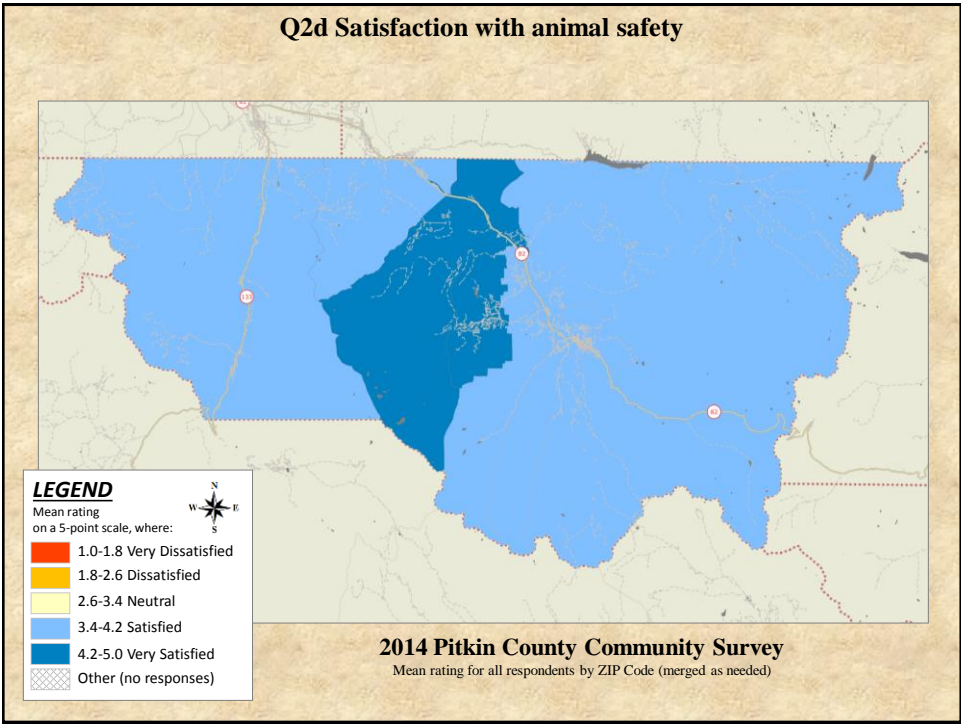 Q2d Satisfaction with animal safety
82
133
82
LEGEND
Mean rating
on a 5-point scale, where:
N
W
E
S
1.0-1.8 Very Dissatisfied
1.8-2.6 Dissatisfied
2.6-3.4 Neutral
3.4-4.2 Satisfied
4.2-5.0 Very Satisfied
Other (no responses)
2014 Pitkin County Community Survey
Mean rating for all respondents by ZIP Code (merged as needed)